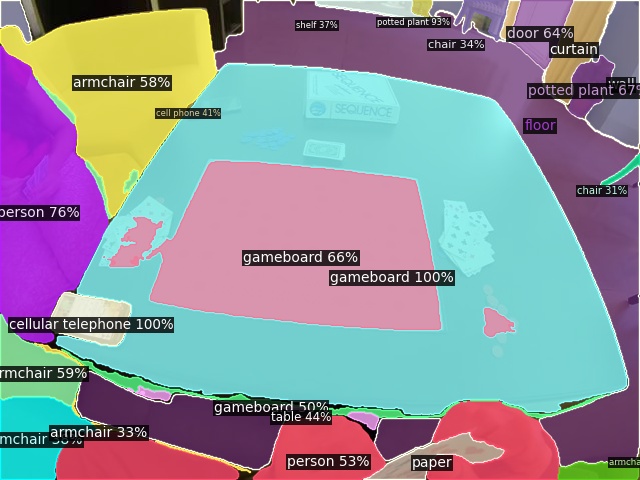 shelf 37%
potted plant 93%
chair 34%
door 64%
curtain
wall
armchair 58%
potted plant 67%
cell phone 41%
SEQUENCE
SEQUENCE
floor
chair 31%
person 76%
gameboard 66%
gameboard 100%
cellular telephone 100%
rmchair 59%
gameboard 50%
table 44%
armchair 33%
person 53%
paper
armcha